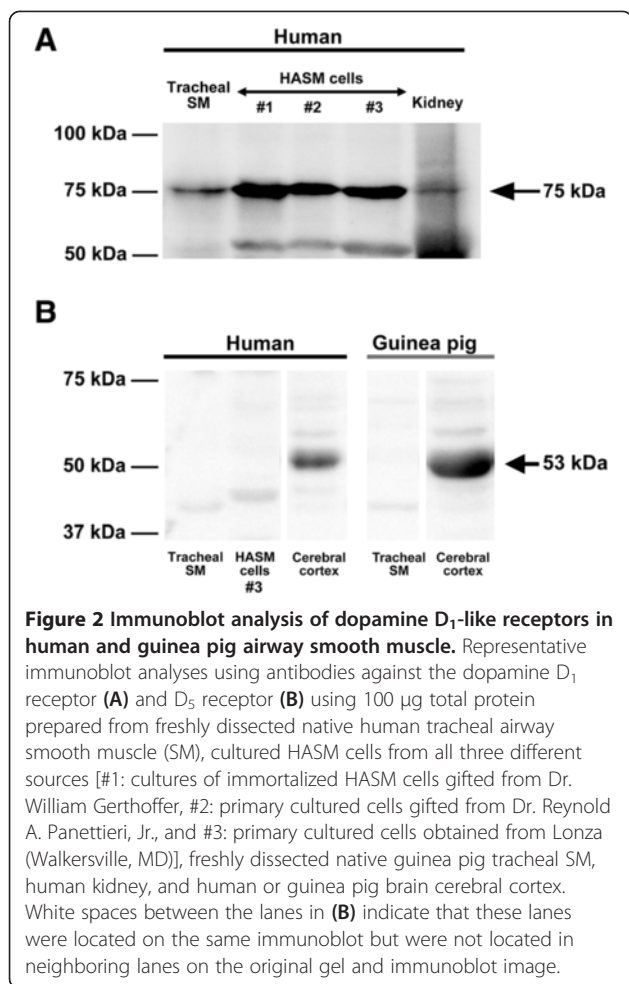 A
Human
Tracheal SM
HASM cells
#1 #2 #3
Kidney
100 kDa
75 kDa
75 kDa
50 kDa
B
Human Guinea pig
75 kDa
50 kDa
53 kDa
37 kDa
Tracheal SM
HASM cells #3
Cerebral cortex
Tracheal SM
Cerebral cortex
Figure 2 Immunoblot analysis of dopamine D1-like receptors in
human and guinea pig airway smooth muscle. Representative
immunoblot analyses using antibodies against the dopamine D1
receptor (A) and D5 receptor (B) using 100 μg total protein
prepared from freshly dissected native human tracheal airway
smooth muscle (SM), cultured HASM cells from all three different
sources [#1: cultures of immortalized HASM cells gifted from Dr.
William Gerthoffer, #2: primary cultured cells gifted from Dr. Reynold
A. Panettieri, Jr., and #3: primary cultured cells obtained from Lonza
(Walkersville, MD)], freshly dissected native guinea pig tracheal SM,
human kidney, and human or guinea pig brain cerebral cortex.
White spaces between the lanes in (B) indicate that these lanes
were located on the same immunoblot but were not located in
neighboring lanes on the original gel and immunoblot image.